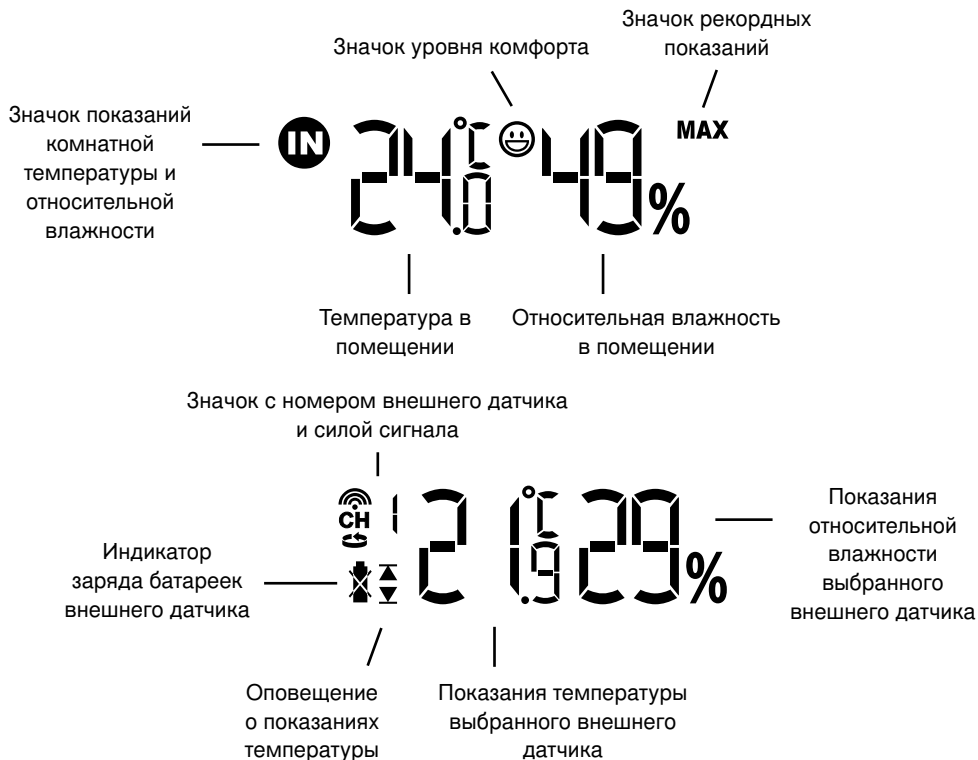 Значок рекордных
показаний
Значок уровня комфорта
Значок показаний
комнатной
температуры и
относительной
влажности
IN 24.0 °C 49 % MAX
Температура в
помещении
Относительная влажность
в помещении
Значок с номером внешнего датчика
и силой сигнала
CH 1 21.9 °C 29 %
Показания
относительной
влажности
выбранного
внешнего датчика
Индикатор
заряда батареек
внешнего датчика
Оповещение
о показаниях
температуры
Показания температуры
выбранного внешнего
датчика